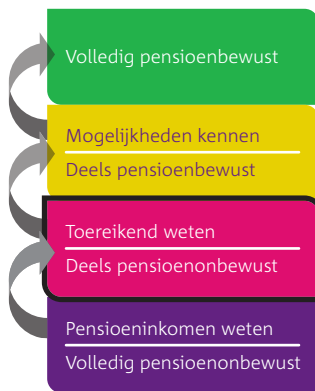 Volledig pensioenbewust
Mogelijkheden kennen
Deels pensioenbewust
Toereikend weten
Deels pensioenonbewust
Pensioeninkomen weten
Volledig pensioenonbewust